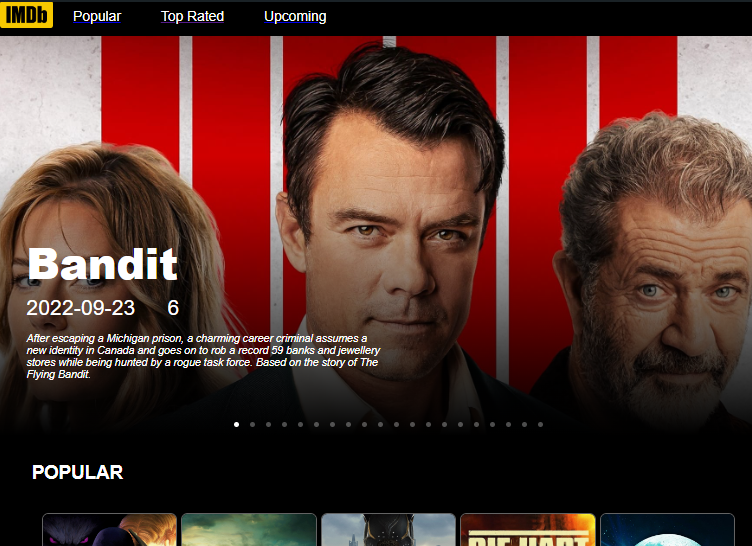 IMDb
Popular
Top Rated
Upcoming
Bandit
2022-09-23 6
After escaping a Michigan prison, a charming career criminal assumes a
new identity in Canada and goes on to rob a record 59 banks and jewellery
stores while being hunted by a rogue task force. Based on the story of The
Flying Bandit.
POPULAR
DIE HART